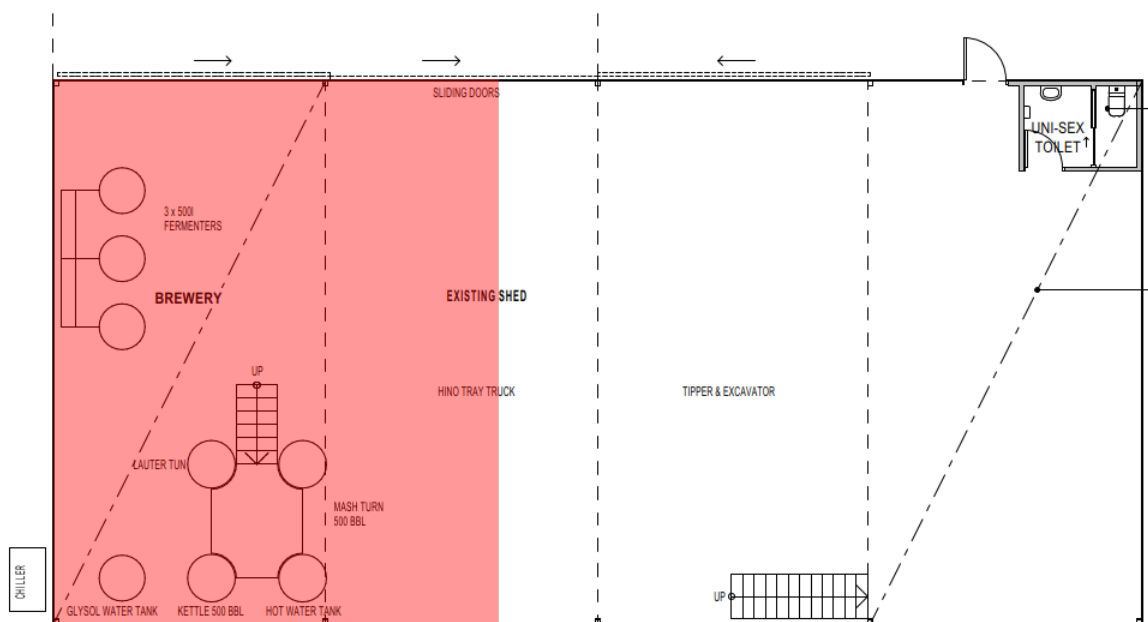 SLIDING DOORS
UNI-SEX
TOILET
3 x 500l
FERMENTERS
BREWERY
EXISTING SHED
UP
HINO TRAY TRUCK
TIPPER & EXCAVATOR
LAUTER TUN
MASH TURN
500 BBL
CHILLER
GLYSOL WATER TANK
KETTLE 500 BBL
HOT WATER TANK
UP